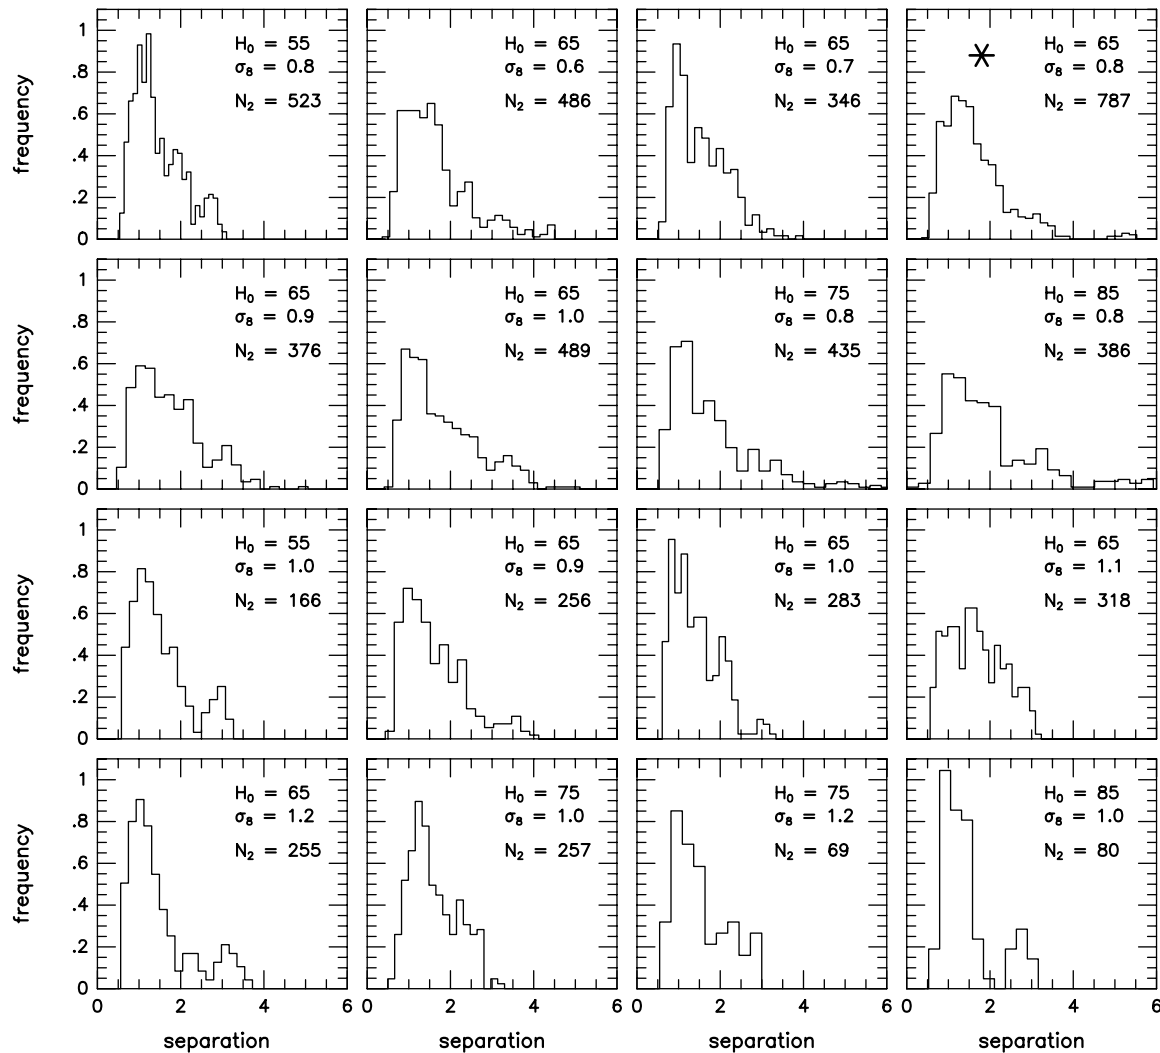 frequency
1
.8
.6
.4
.2
0
H₀ = 55
σ₈ = 0.8
N₂ = 523
H₀ = 65
σ₈ = 0.6
N₂ = 486
H₀ = 65
σ₈ = 0.7
N₂ = 346
H₀ = 65
σ₈ = 0.8
N₂ = 787
frequency
1
.8
.6
.4
.2
0
H₀ = 65
σ₈ = 0.9
N₂ = 376
H₀ = 65
σ₈ = 1.0
N₂ = 489
H₀ = 75
σ₈ = 0.8
N₂ = 435
H₀ = 85
σ₈ = 0.8
N₂ = 386
frequency
1
.8
.6
.4
.2
0
H₀ = 55
σ₈ = 1.0
N₂ = 166
H₀ = 65
σ₈ = 0.9
N₂ = 256
H₀ = 65
σ₈ = 1.0
N₂ = 283
H₀ = 65
σ₈ = 1.1
N₂ = 318
frequency
1
.8
.6
.4
.2
0
H₀ = 65
σ₈ = 1.2
N₂ = 255
H₀ = 75
σ₈ = 1.0
N₂ = 257
H₀ = 75
σ₈ = 1.2
N₂ = 69
H₀ = 85
σ₈ = 1.0
N₂ = 80
0 2 4 6 0 2 4 6 0 2 4 6 0 2 4 6
separation separation separation separation